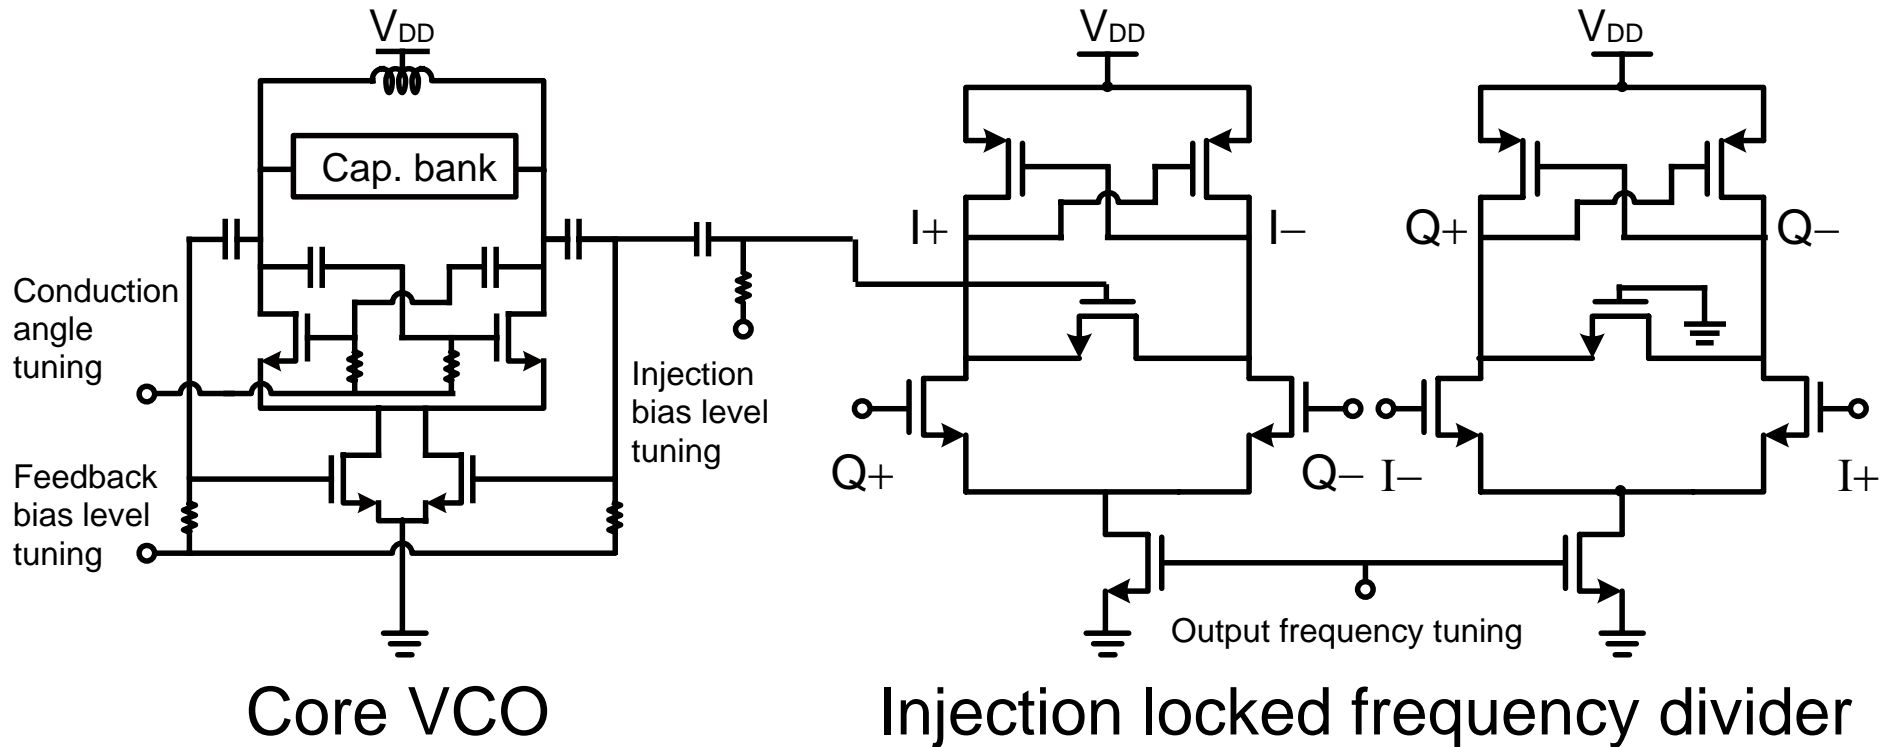 VDD
VDD
VDD
Cap. bank
I+
I−
Q+
Q−
Conduction
angle
tuning
Injection
bias level
tuning
Feedback
bias level
tuning
Q+
Q−
I−
I+
Output frequency tuning
Core VCO
Injection locked frequency divider